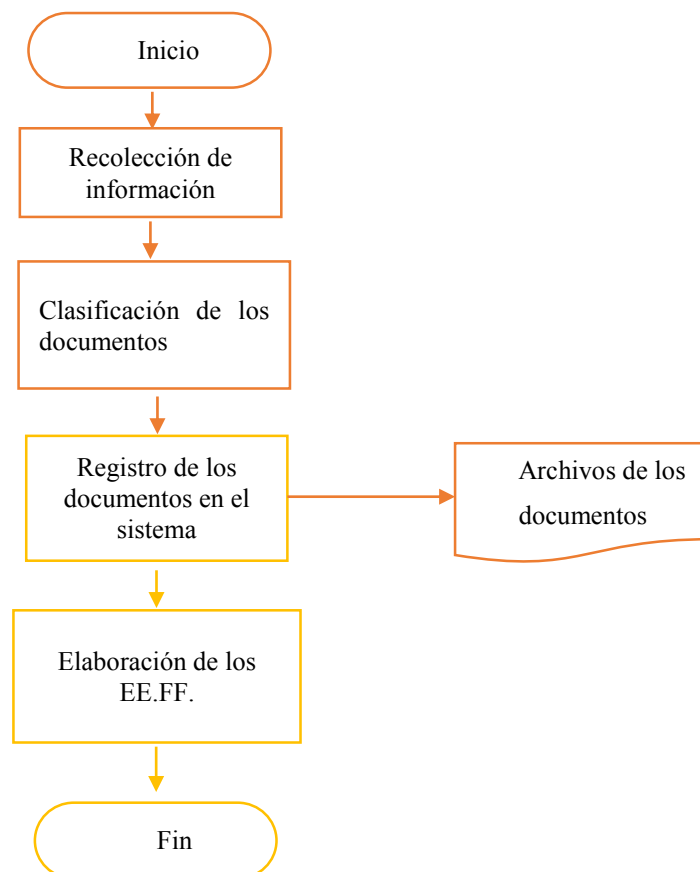 Inicio
Recolección de
información
Clasificación de los
documentos
Registro de los
documentos en el
sistema
Archivos de los
documentos
Elaboración de los
EE.FF.
Fin